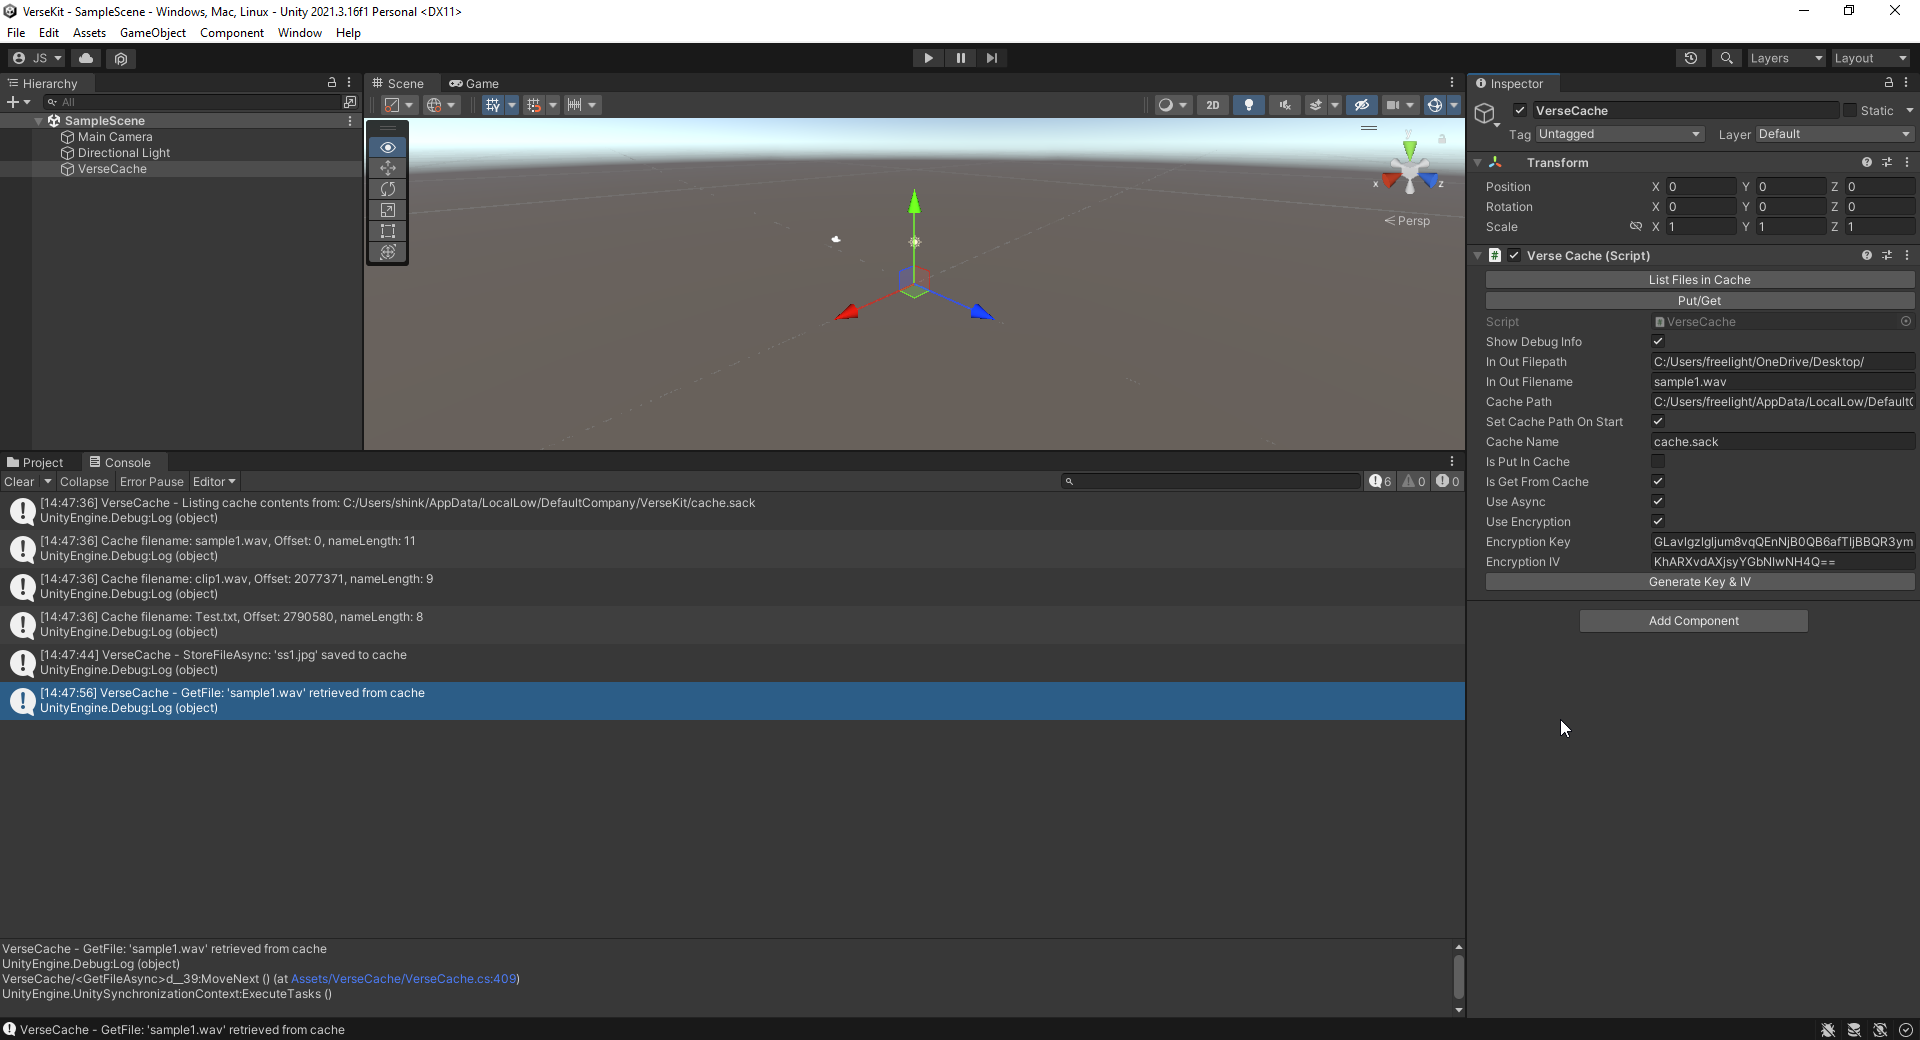 VerseKit - SampleScene - Windows, Mac, Linux - Unity 2021.3.16f1 Personal <DX11>
File Edit Assets GameObject Component Window Help
JS Layers Layout
Hierarchy
All
SampleScene
Main Camera
Directional Light
VerseCache
Scene Game
2D
y
x
z
Persp
Project Console
Clear Collapse Error Pause Editor 6 0 0
[14:47:36] VerseCache - Listing cache contents from: C:/Users/shink/AppData/LocalLow/DefaultCompany/VerseKit/cache.sack
UnityEngine.Debug:Log (object)
[14:47:36] Cache filename: sample1.wav, Offset: 0, nameLength: 11
UnityEngine.Debug:Log (object)
[14:47:36] Cache filename: clip1.wav, Offset: 2077371, nameLength: 9
UnityEngine.Debug:Log (object)
[14:47:36] Cache filename: Test.txt, Offset: 2790580, nameLength: 8
UnityEngine.Debug:Log (object)
[14:47:44] VerseCache - StoreFileAsync: 'ss1.jpg' saved to cache
UnityEngine.Debug:Log (object)
[14:47:56] VerseCache - GetFile: 'sample1.wav' retrieved from cache
UnityEngine.Debug:Log (object)
VerseCache - GetFile: 'sample1.wav' retrieved from cache
UnityEngine.Debug:Log (object)
VerseCache/<GetFileAsync>d__39:MoveNext () (at Assets/VerseCache/VerseCache.cs:409)
UnityEngine.UnitySynchronizationContext:ExecuteTasks ()
VerseCache - GetFile: 'sample1.wav' retrieved from cache
Inspector
VerseCache Static
Tag Untagged Layer Default
Transform
Position X 0 Y 0 Z 0
Rotation X 0 Y 0 Z 0
Scale X 1 Y 1 Z 1
# Verse Cache (Script)
List Files in Cache
Put/Get
Script VerseCache
Show Debug Info
In Out Filepath C:/Users/freelight/OneDrive/Desktop/
In Out Filename sample1.wav
Cache Path C:/Users/freelight/AppData/LocalLow/DefaultC
Set Cache Path On Start
Cache Name cache.sack
Is Put In Cache
Is Get From Cache
Use Async
Use Encryption
Encryption Key
Encryption IV
Generate Key & IV
Add Component